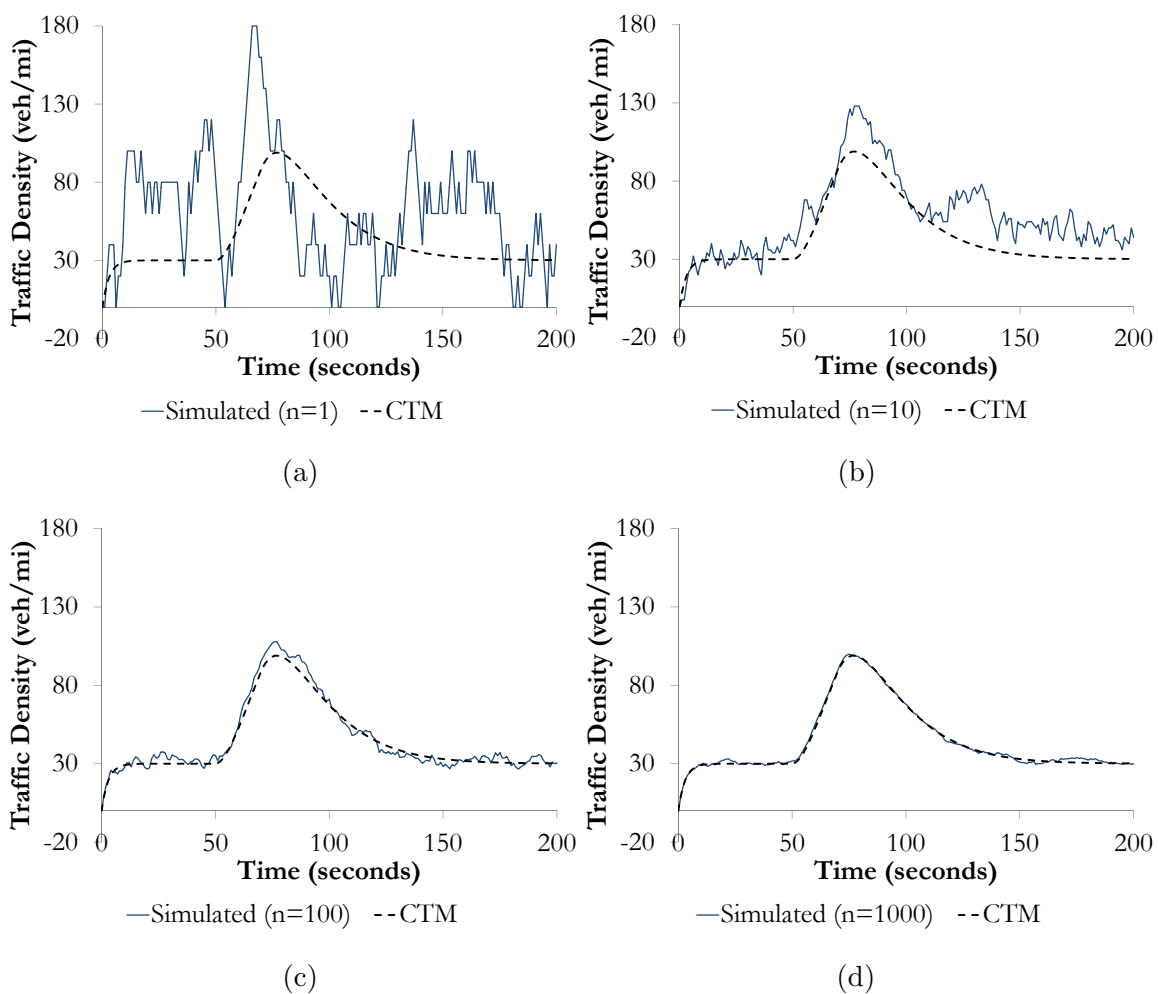 Traffic Density (veh/mi)
180
130
80
30
-20
0 50 100 150 200
Time (seconds)
Simulated (n=1) CTM
(a)
Traffic Density (veh/mi)
180
130
80
30
-20
0 50 100 150 200
Time (seconds)
Simulated (n=10) CTM
(b)
Traffic Density (veh/mi)
180
130
80
30
-20
0 50 100 150 200
Time (seconds)
Simulated (n=100) CTM
(c)
Traffic Density (veh/mi)
180
130
80
30
-20
0 50 100 150 200
Time (seconds)
Simulated (n=1000) CTM
(d)